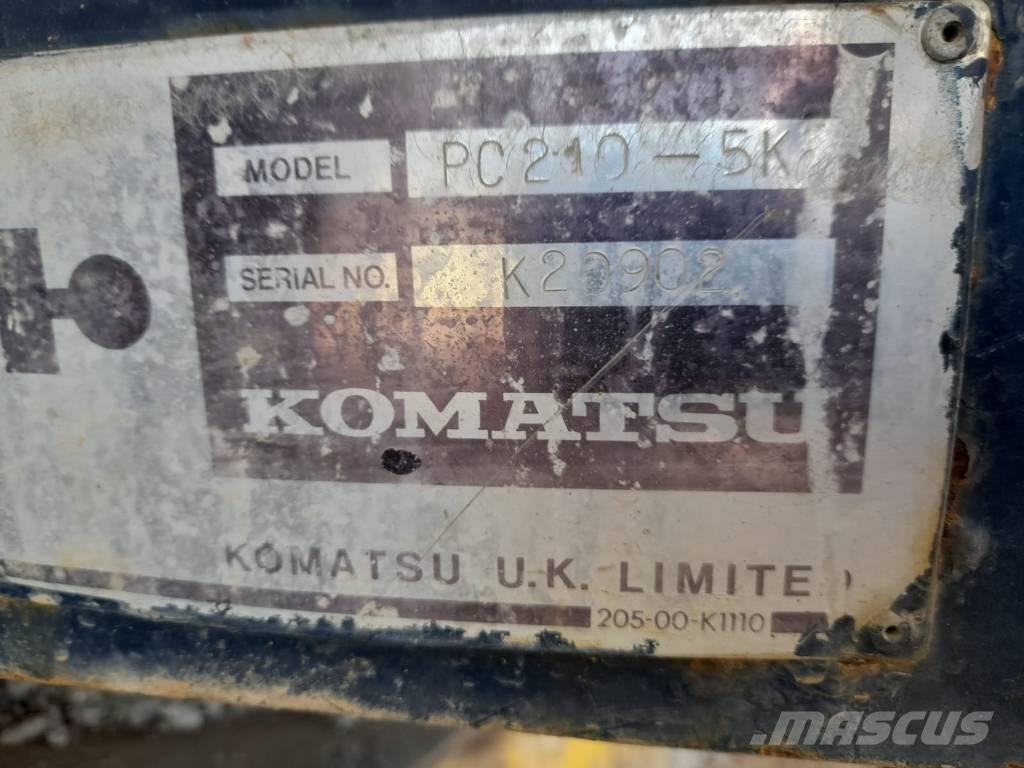 MODEL PC210-5K
SERIAL NO. K20902
KOMATSU
KOMATSU U.K. LIMITED
205-00-K1110
MASCUS